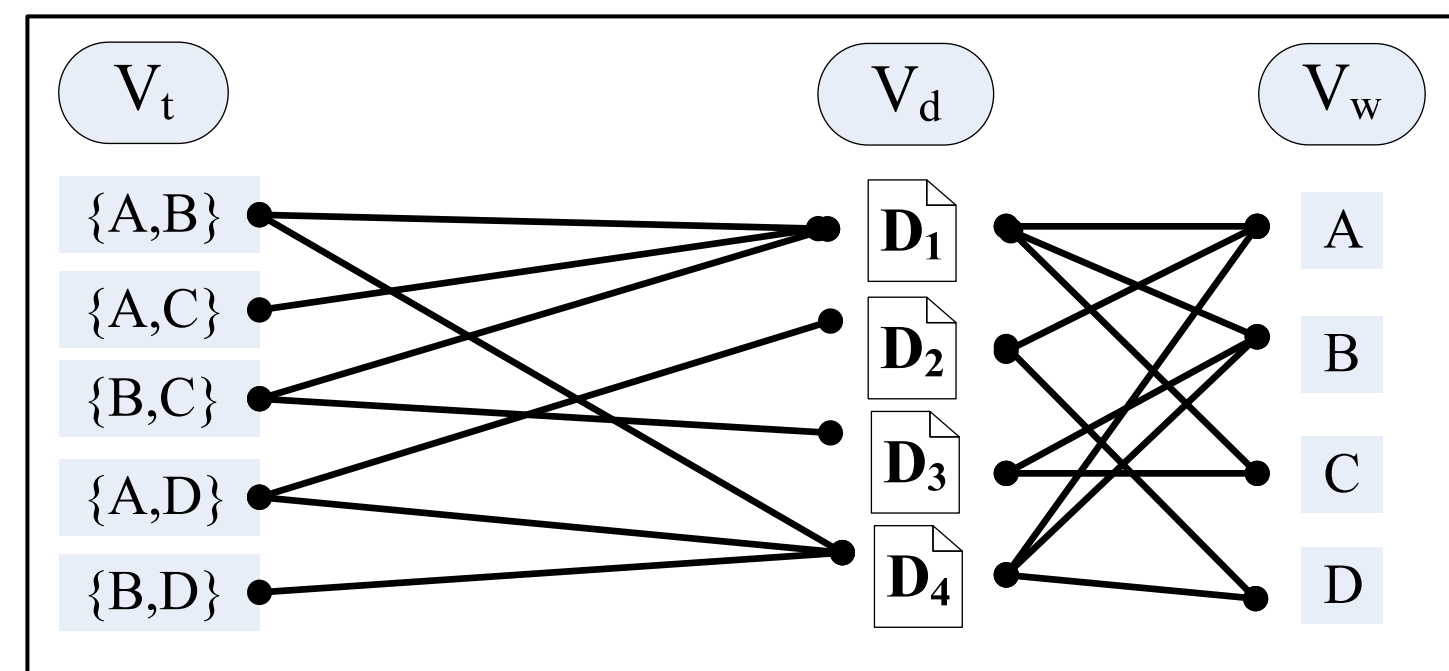 Vt Vd Vw
{A,B} D1 A
{A,C} D2 B
{B,C} D3 C
{A,D} D4 D
{B,D}